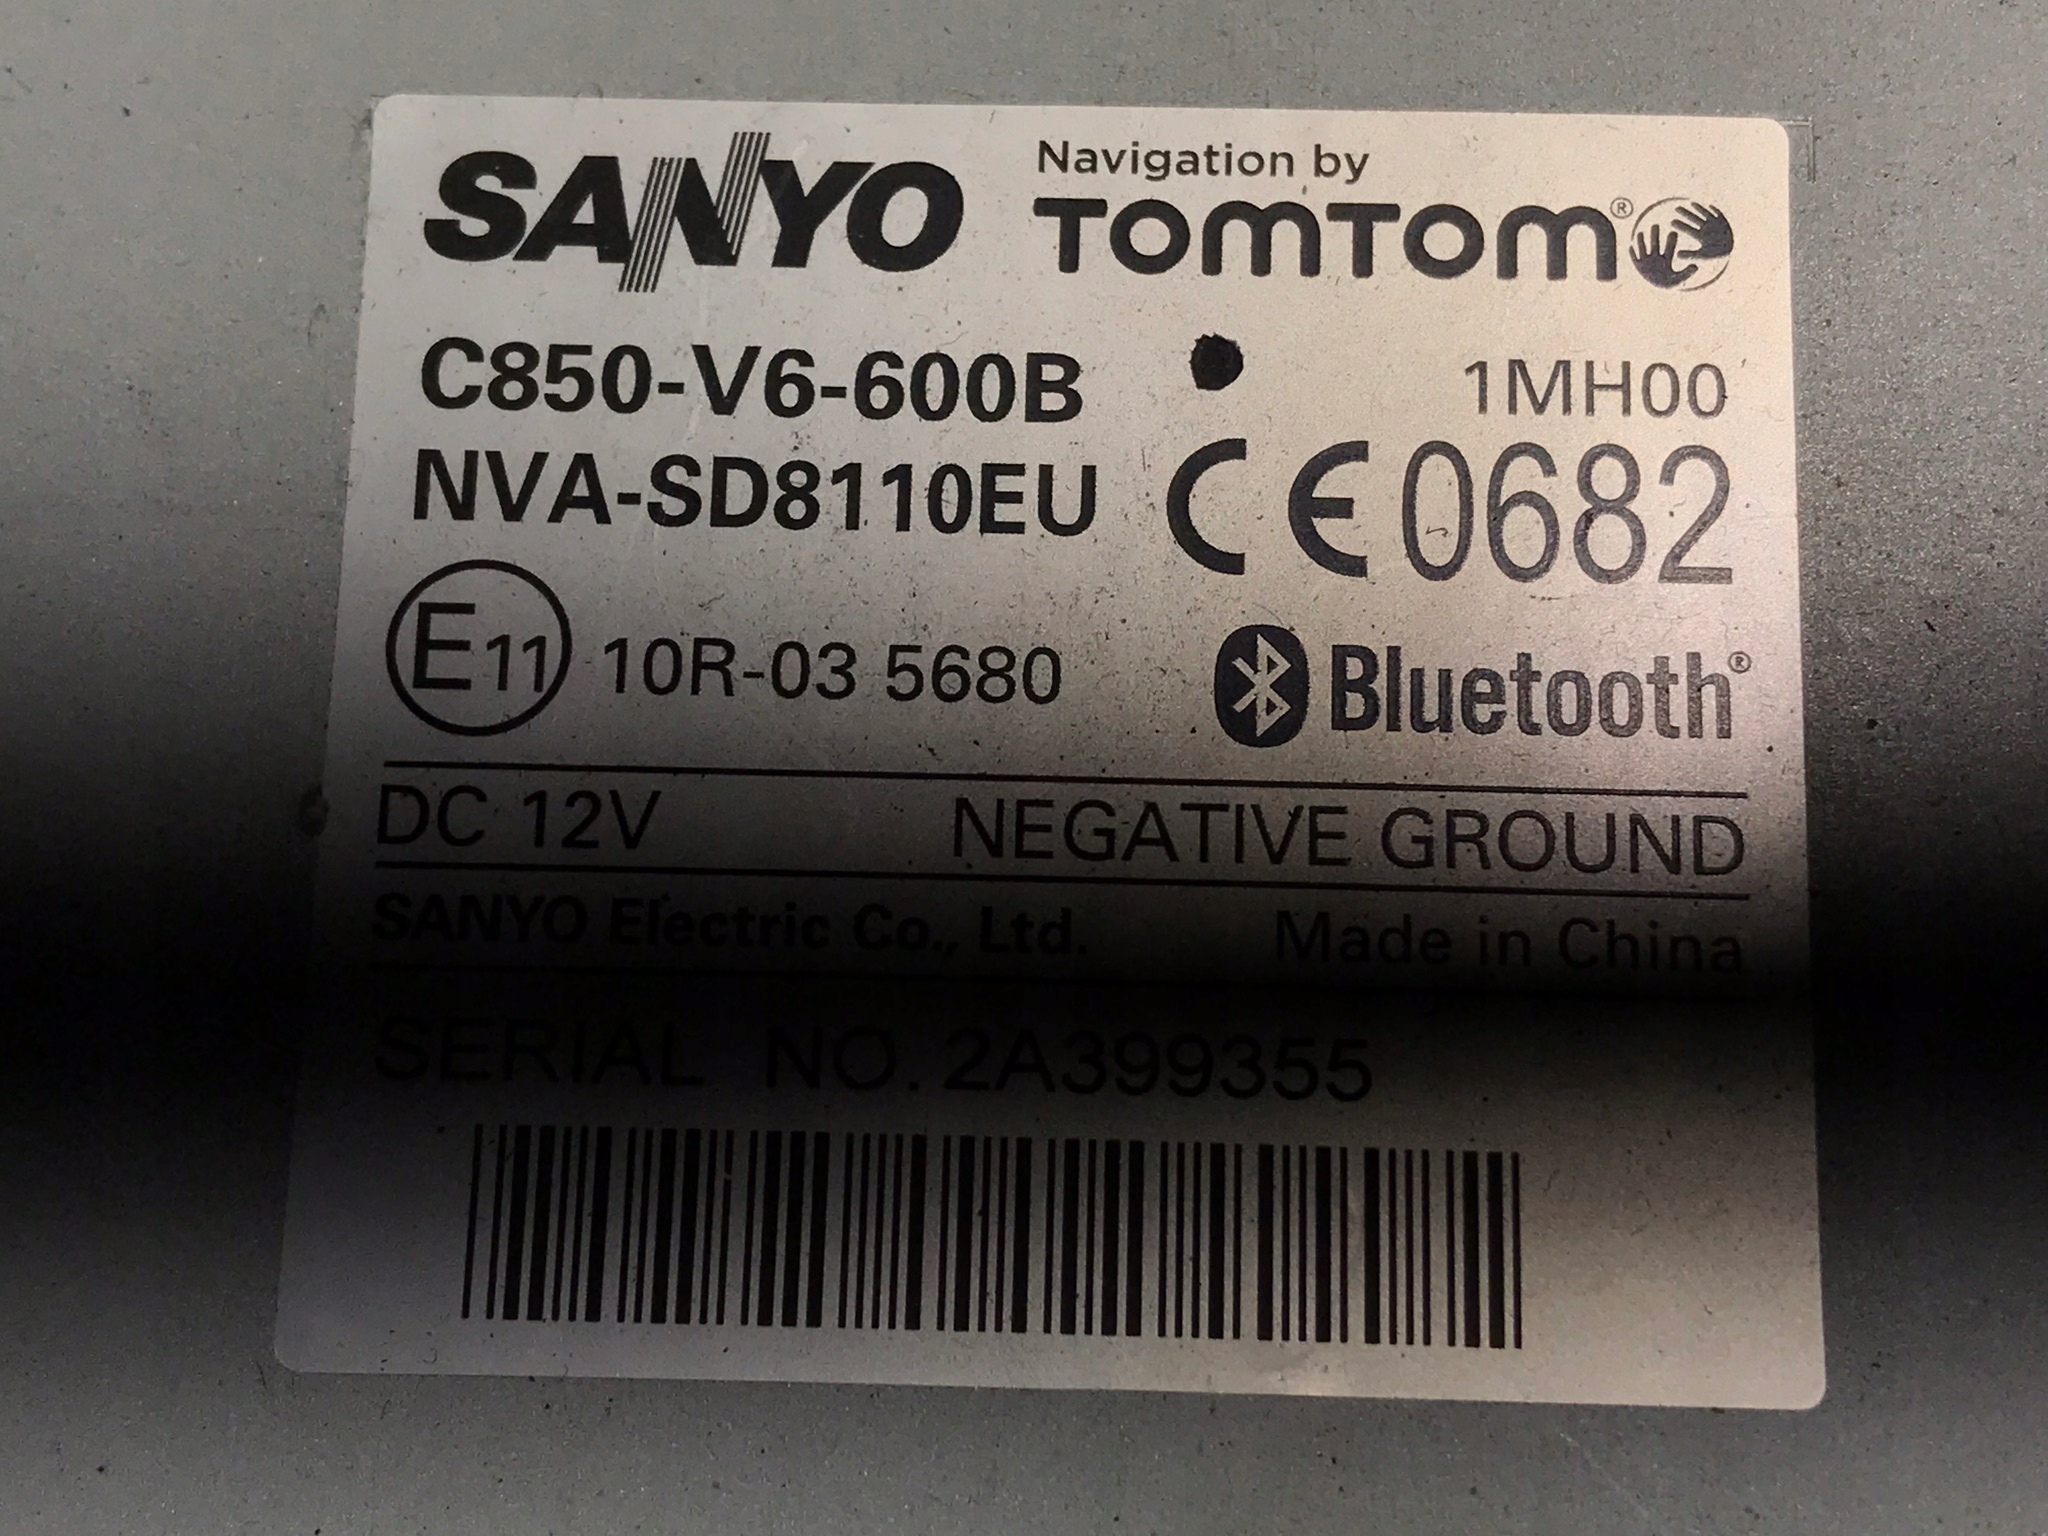 SANYO Navigation by
TOMTOM®
C850-V6-600B 1MH00
NVA-SD8110EU CE0682
E11 10R-03 5680 Bluetooth®
DC 12V NEGATIVE GROUND
SANYO Electric Co., Ltd. Made in China
SERIAL NO. 2A399355